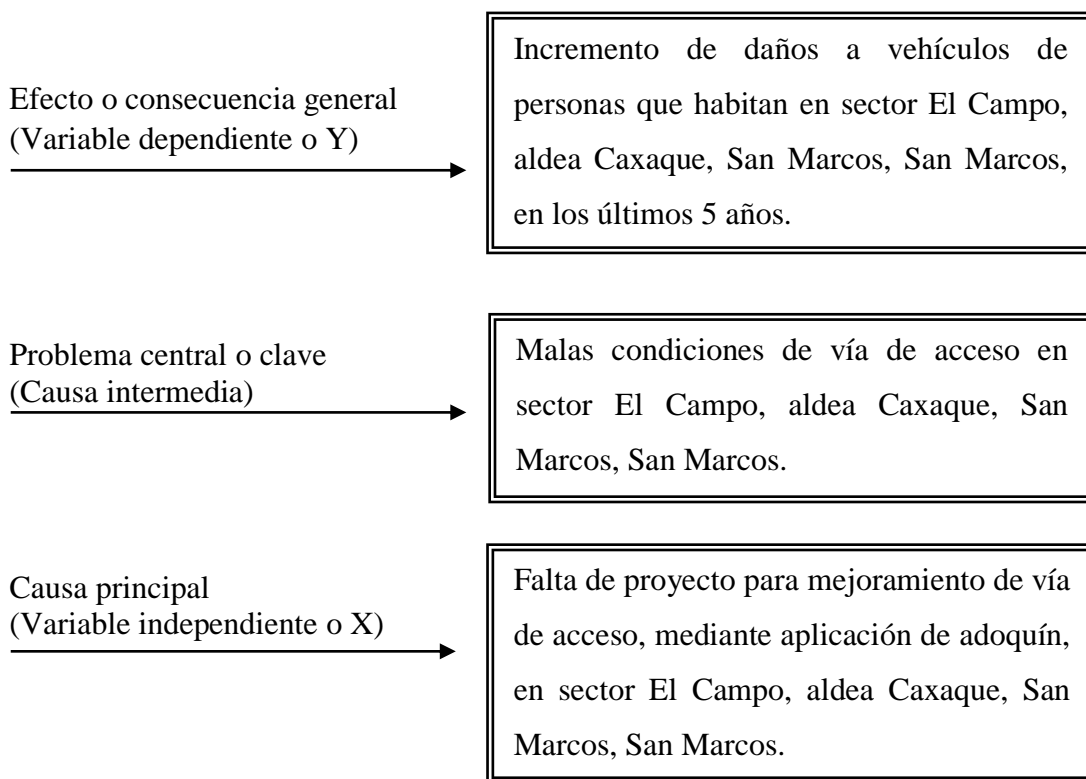 Efecto o consecuencia general
(Variable dependiente o Y)
Incremento de daños a vehículos de
personas que habitan en sector El Campo,
aldea Caxaque, San Marcos, San Marcos,
en los últimos 5 años.
Problema central o clave
(Causa intermedia)
Malas condiciones de vía de acceso en
sector El Campo, aldea Caxaque, San
Marcos, San Marcos.
Causa principal
(Variable independiente o X)
Falta de proyecto para mejoramiento de vía
de acceso, mediante aplicación de adoquín,
en sector El Campo, aldea Caxaque, San
Marcos, San Marcos.